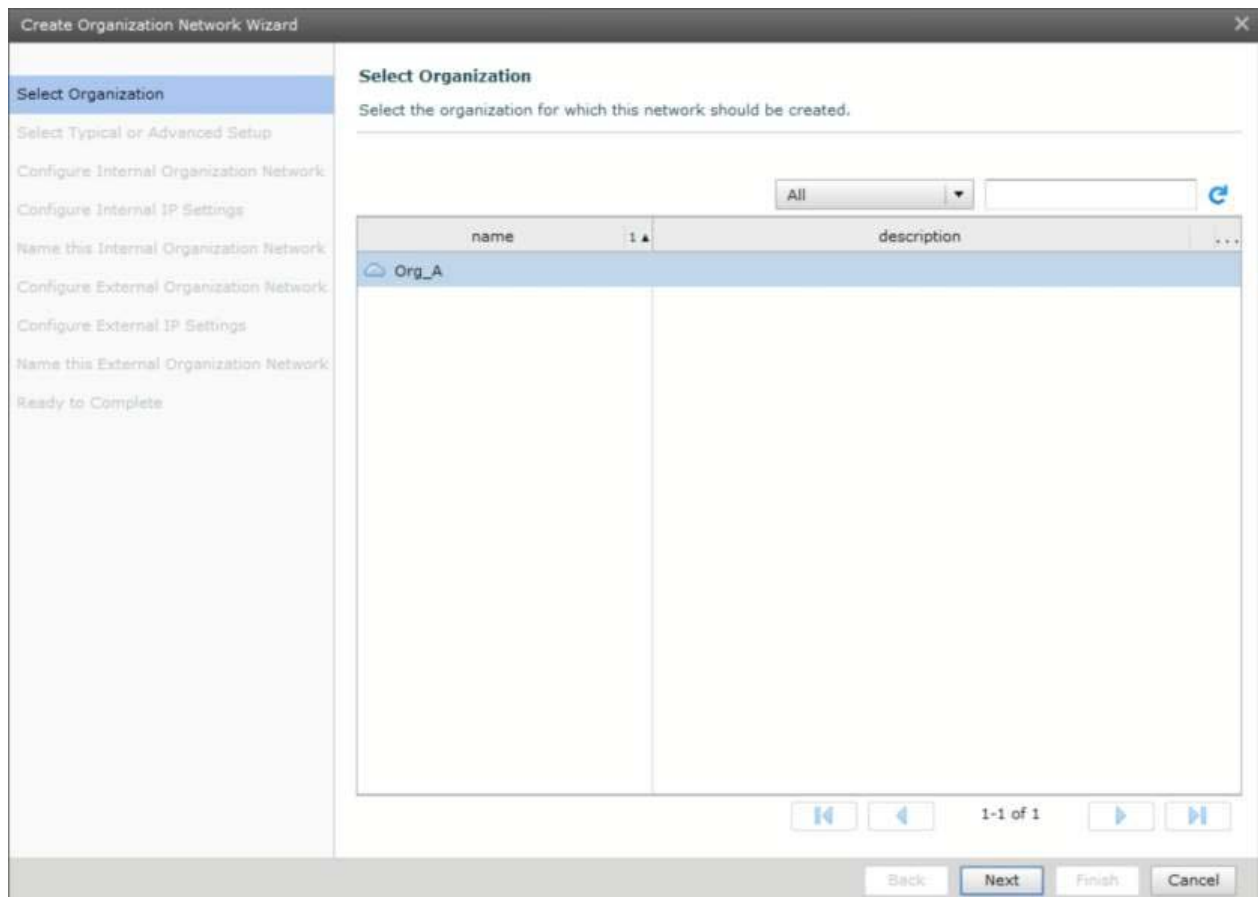 Create Organization Network Wizard
Select Organization
Select Typical or Advanced Setup
Configure Internal Organization Network
Configure Internal IP Settings
Name this Internal Organization Network
Configure External Organization Network
Configure External IP Settings
Name this External Organization Network
Ready to Complete
Select Organization
Select the organization for which this network should be created.
All
name 1 ▲ description ...
Org_A
1-1 of 1
Back Next Finish Cancel